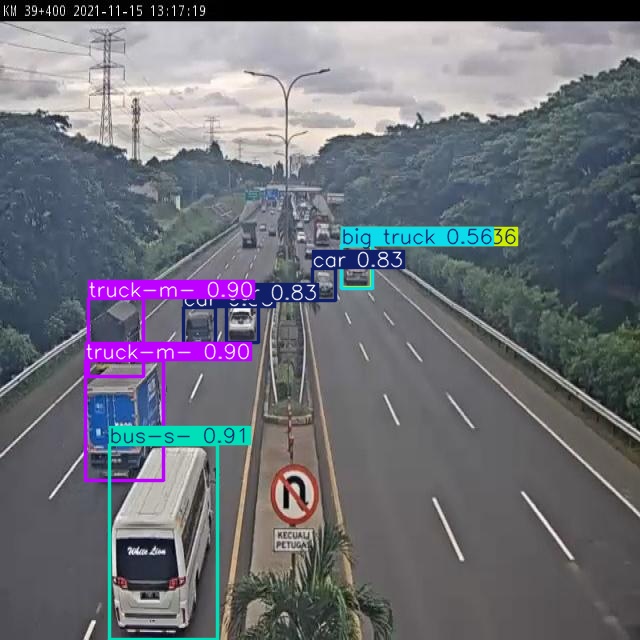 KM 39+400 2021-11-15 13:17:19
big truck 0.5636
car 0.83
truck-m- 0.90
car 0.83
truck-m- 0.90
bus-s- 0.91
White Lion
KECUALI
PETUGAS